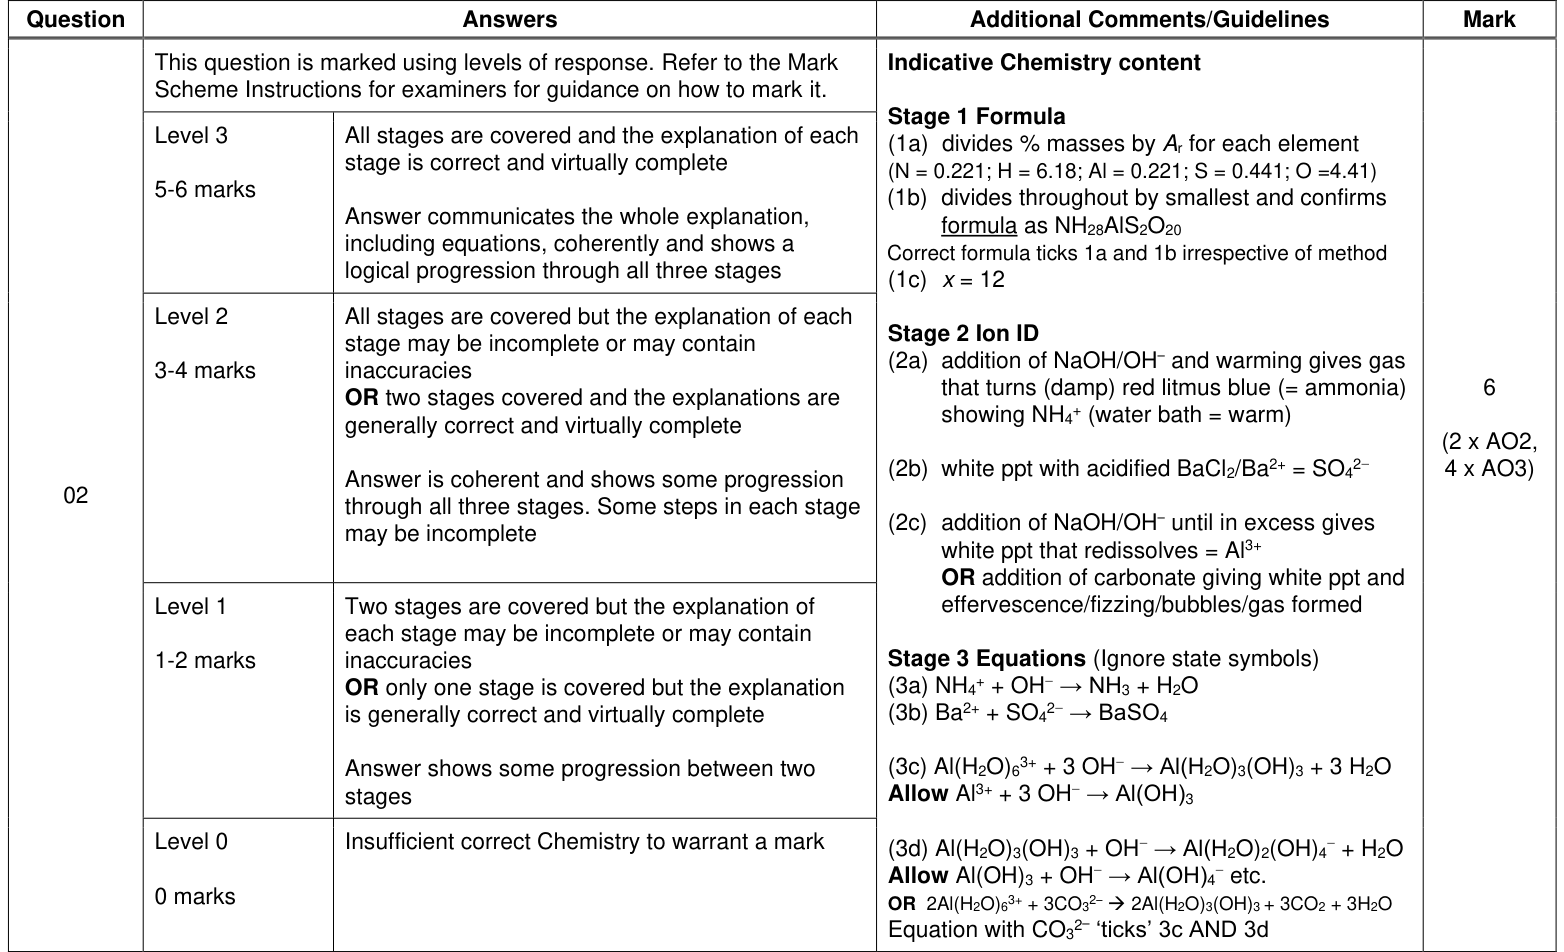 Question Answers Additional Comments/Guidelines Mark
02
This question is marked using levels of response. Refer to the Mark
Scheme Instructions for examiners for guidance on how to mark it.
Level 3
5-6 marks
All stages are covered and the explanation of each
stage is correct and virtually complete
Answer communicates the whole explanation,
including equations, coherently and shows a
logical progression through all three stages
Level 2
3-4 marks
All stages are covered but the explanation of each
stage may be incomplete or may contain
inaccuracies
OR two stages covered and the explanations are
generally correct and virtually complete
Answer is coherent and shows some progression
through all three stages. Some steps in each stage
may be incomplete
Level 1
1-2 marks
Two stages are covered but the explanation of
each stage may be incomplete or may contain
inaccuracies
OR only one stage is covered but the explanation
is generally correct and virtually complete
Answer shows some progression between two
stages
Level 0
0 marks
Insufficient correct Chemistry to warrant a mark
Indicative Chemistry content
Stage 1 Formula
(1a) divides % masses by Aᵣ for each element
(N = 0.221; H = 6.18; Al = 0.221; S = 0.441; O =4.41)
(1b) divides throughout by smallest and confirms
formula as NH₂₈AlS₂O₂₀
Correct formula ticks 1a and 1b irrespective of method
(1c) x = 12
Stage 2 Ion ID
(2a) addition of NaOH/OH⁻ and warming gives gas
that turns (damp) red litmus blue (= ammonia)
showing NH₄⁺ (water bath = warm)
(2b) white ppt with acidified BaCl₂/Ba²⁺ = SO₄²⁻
(2c) addition of NaOH/OH⁻ until in excess gives
white ppt that redissolves = Al³⁺
OR addition of carbonate giving white ppt and
effervescence/fizzing/bubbles/gas formed
Stage 3 Equations (Ignore state symbols)
(3a) NH₄⁺ + OH⁻ → NH₃ + H₂O
(3b) Ba²⁺ + SO₄²⁻ → BaSO₄
(3c) Al(H₂O)₆³⁺ + 3 OH⁻ → Al(H₂O)₃(OH)₃ + 3 H₂O
Allow Al³⁺ + 3 OH⁻ → Al(OH)₃
(3d) Al(H₂O)₃(OH)₃ + OH⁻ → Al(H₂O)₂(OH)₄⁻ + H₂O
Allow Al(OH)₃ + OH⁻ → Al(OH)₄⁻ etc.
OR 2Al(H₂O)₆³⁺ + 3CO₃²⁻ → 2Al(H₂O)₃(OH)₃ + 3CO₂ + 3H₂O
Equation with CO₃²⁻ ‘ticks’ 3c AND 3d
6
(2 x AO2,
4 x AO3)